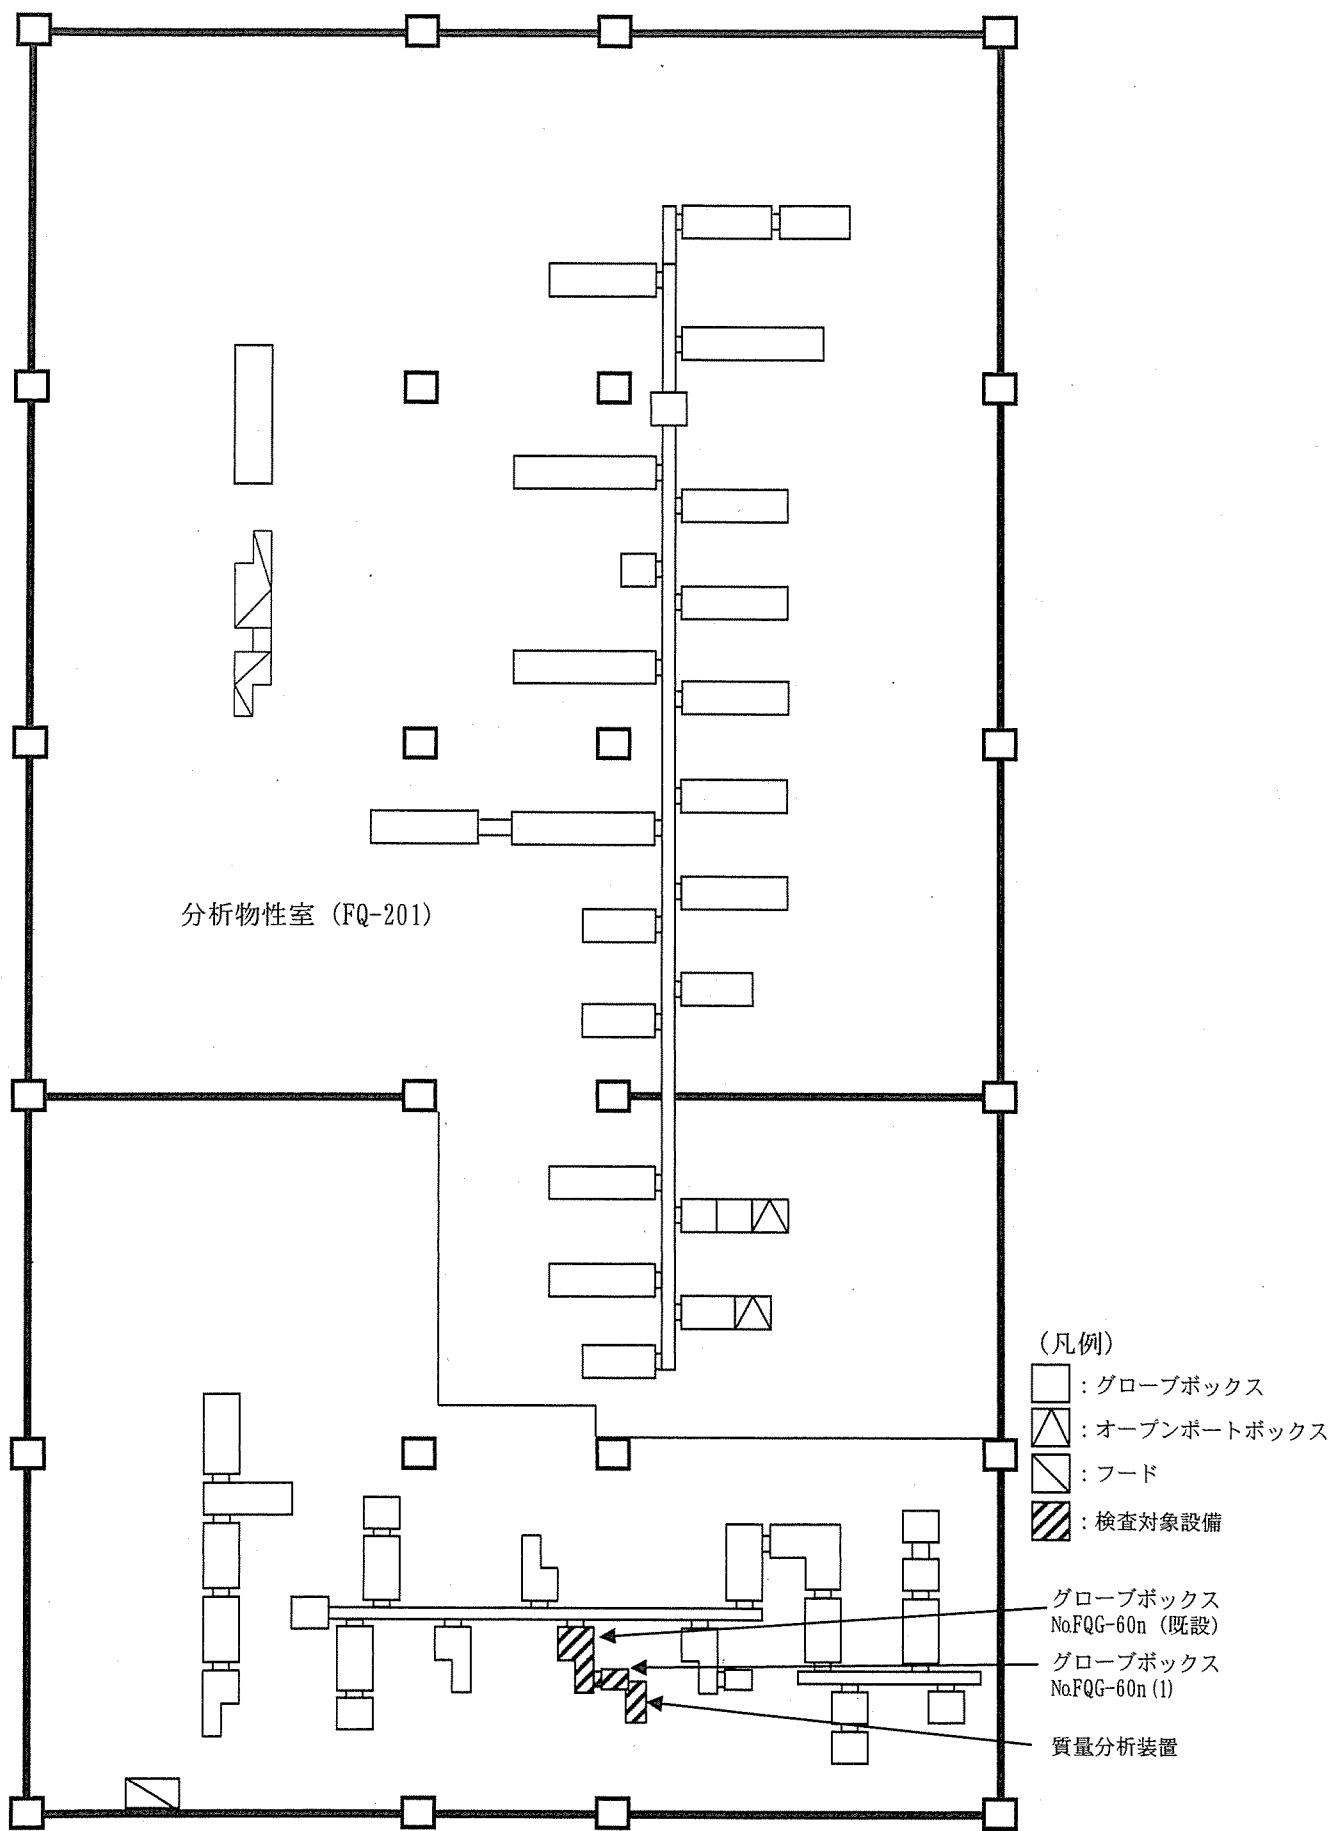 分析物性室 (FQ-201)
(凡例)
:グローブボックス
:オープンポートボックス
:フード
:検査対象設備
グローブボックス
No.FQG-60n (既設)
グローブボックス
No.FQG-60n(1)
質量分析装置